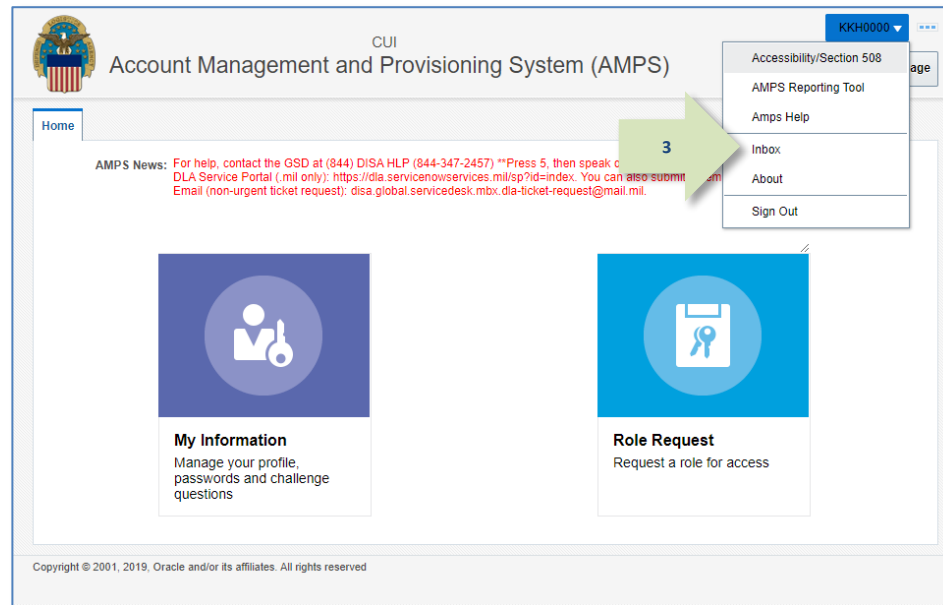 CUI
Account Management and Provisioning System (AMPS)
KKH0000
Accessibility/Section 508
AMPS Reporting Tool
Amps Help
Inbox
About
Sign Out
age
Home
3
AMPS News: For help, contact the GSD at (844) DISA HLP (844-347-2457) **Press 5, then speak
DLA Service Portal (.mil only): https://dla.servicenowservices.mil/sp?id=index. You can also submit
Email (non-urgent ticket request): disa.global.servicedesk.mbx.dla-ticket-request@mail.mil.
My Information
Manage your profile,
passwords and challenge
questions
Role Request
Request a role for access
Copyright © 2001, 2019, Oracle and/or its affiliates. All rights reserved